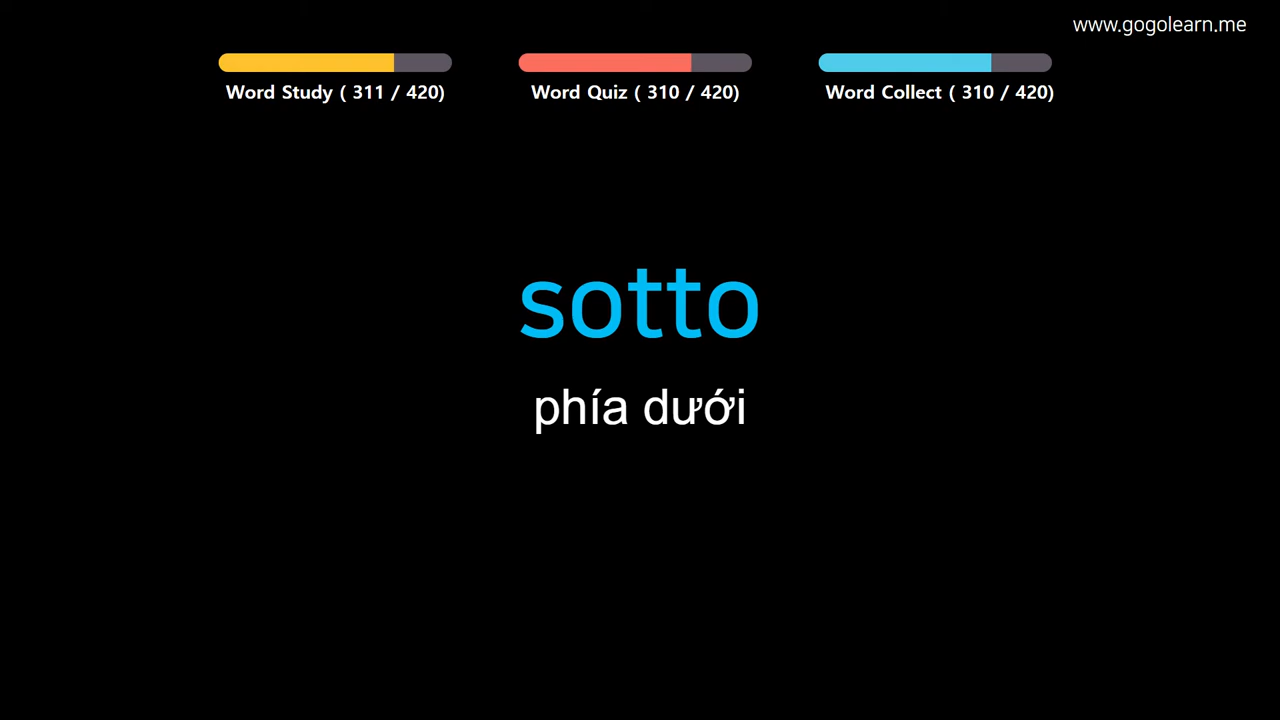 www.gogolearn.me
Word Study ( 311 / 420)
Word Quiz ( 310 / 420)
Word Collect ( 310 / 420)
sotto
phía dưới